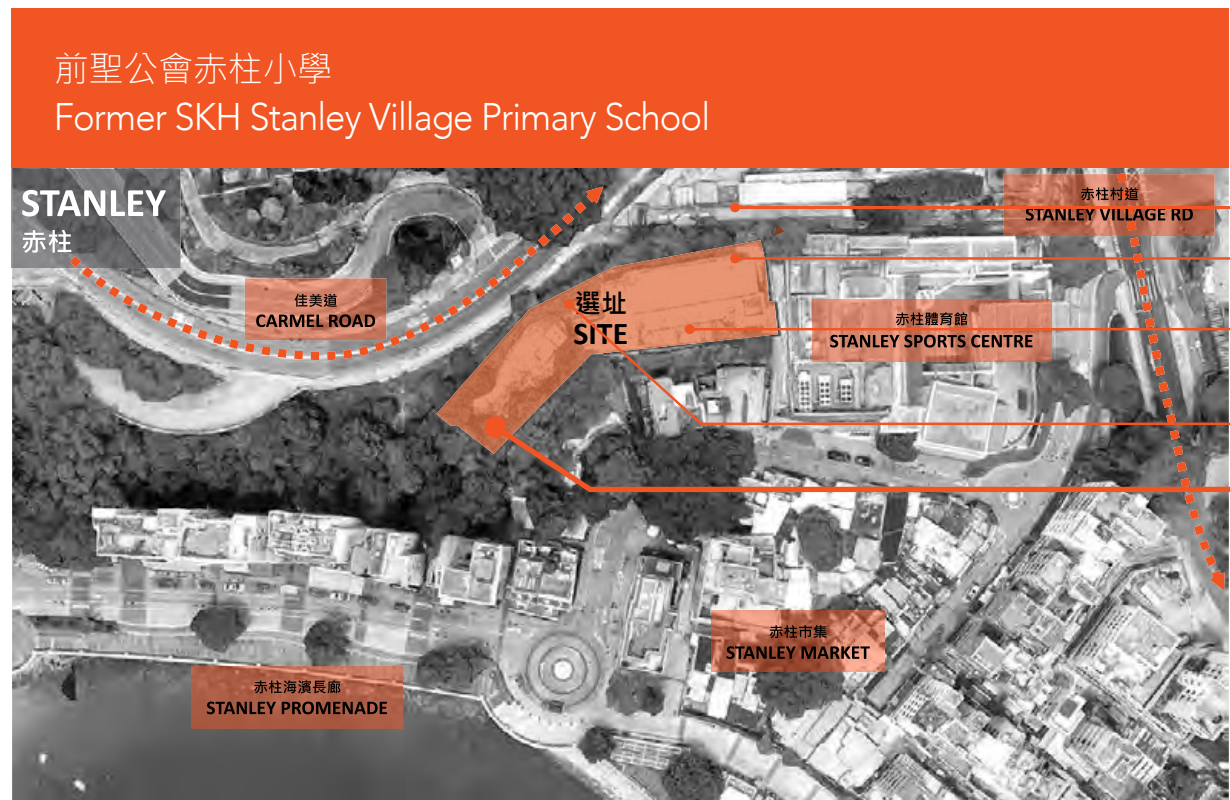 前聖公會赤柱小學
Former SKH Stanley Village Primary School
STANLEY
赤柱
赤柱村道
STANLEY VILLAGE RD
佳美道
CARMEL ROAD
選址
SITE
赤柱體育館
STANLEY SPORTS CENTRE
赤柱市集
STANLEY MARKET
赤柱海濱長廊
STANLEY PROMENADE